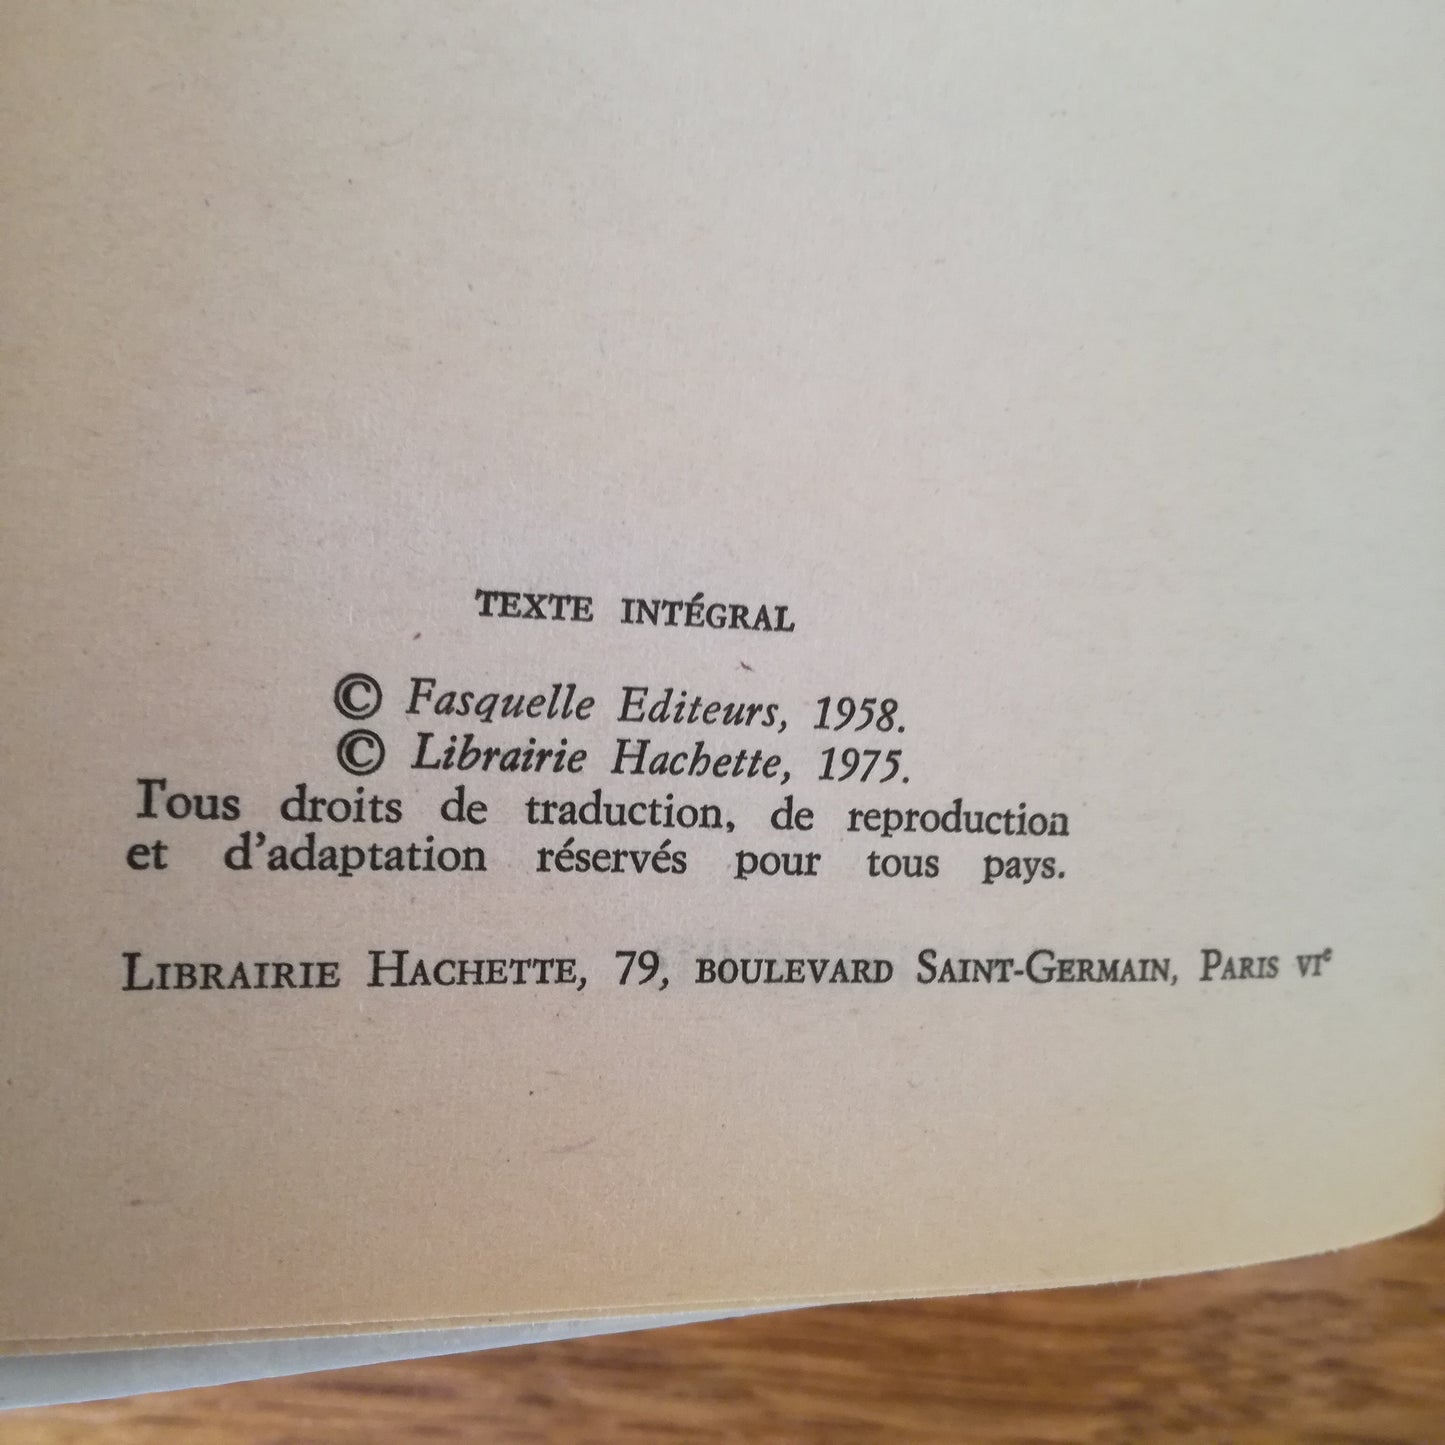 TEXTE INTÉGRAL
© Fasquelle Editeurs, 1958.
© Librairie Hachette, 1975.
Tous droits de traduction, de reproduction
et d'adaptation réservés pour tous pays.
LIBRAIRIE HACHETTE, 79, BOULEVARD SAINT-GERMAIN, PARIS VIe